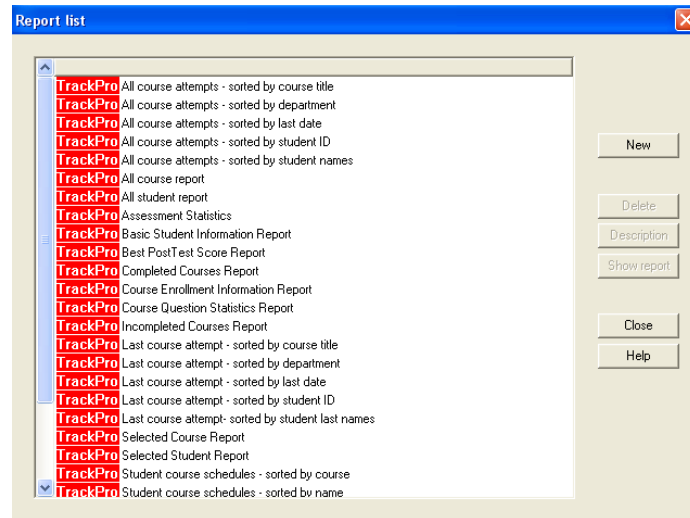 Report list
TrackPro All course attempts - sorted by course title
TrackPro All course attempts - sorted by department
TrackPro All course attempts - sorted by last date
TrackPro All course attempts - sorted by student ID
TrackPro All course attempts - sorted by student names
TrackPro All course report
TrackPro All student report
TrackPro Assessment Statistics
TrackPro Basic Student Information Report
TrackPro Best PostTest Score Report
TrackPro Completed Courses Report
TrackPro Course Enrollment Information Report
TrackPro Course Question Statistics Report
TrackPro Incompleted Courses Report
TrackPro Last course attempt - sorted by course title
TrackPro Last course attempt - sorted by department
TrackPro Last course attempt - sorted by last date
TrackPro Last course attempt - sorted by student ID
TrackPro Last course attempt- sorted by student last names
TrackPro Selected Course Report
TrackPro Selected Student Report
TrackPro Student course schedules - sorted by course
TrackPro Student course schedules - sorted by name
New
Delete
Description
Show report
Close
Help